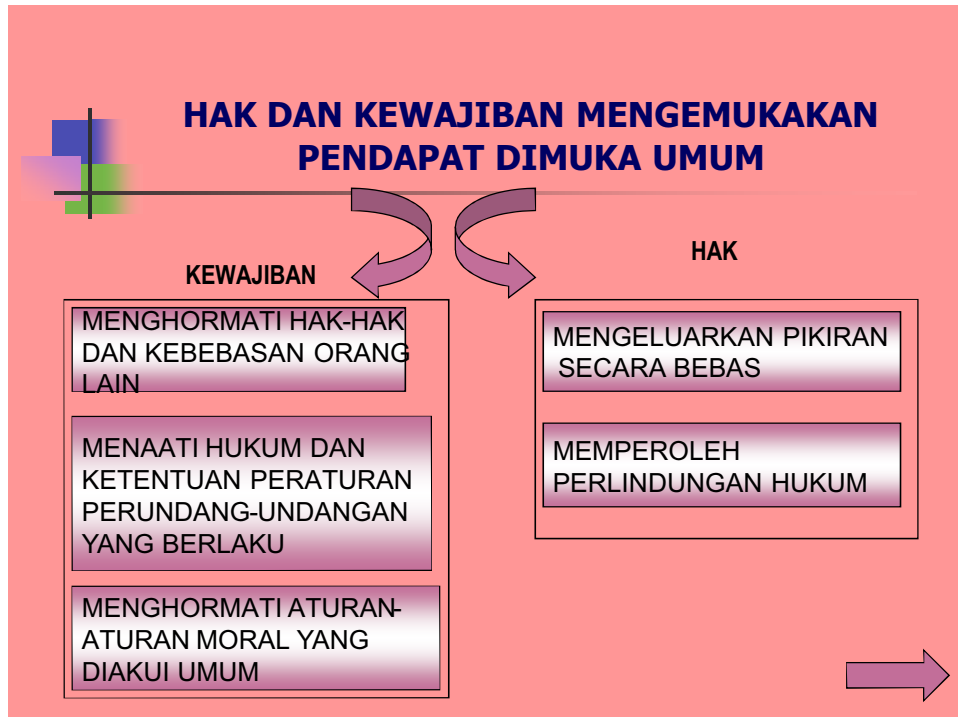 HAK DAN KEWAJIBAN MENGEMUKAKAN
PENDAPAT DIMUKA UMUM
KEWAJIBAN
MENGHORMATI HAK-HAK
DAN KEBEBASAN ORANG
LAIN
MENAATI HUKUM DAN
KETENTUAN PERATURAN
PERUNDANG-UNDANGAN
YANG BERLAKU
MENGHORMATI ATURAN-
ATURAN MORAL YANG
DIAKUI UMUM
HAK
MENGELUARKAN PIKIRAN
SECARA BEBAS
MEMPEROLEH
PERLINDUNGAN HUKUM